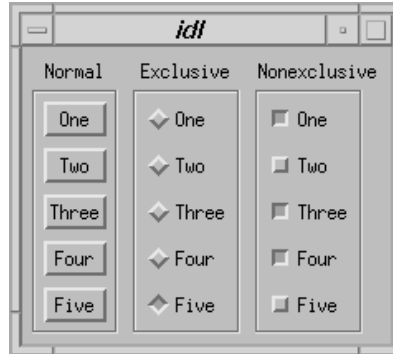 idl
Normal Exclusive Nonexclusive
One One One
Two Two Two
Three Three Three
Four Four Four
Five Five Five